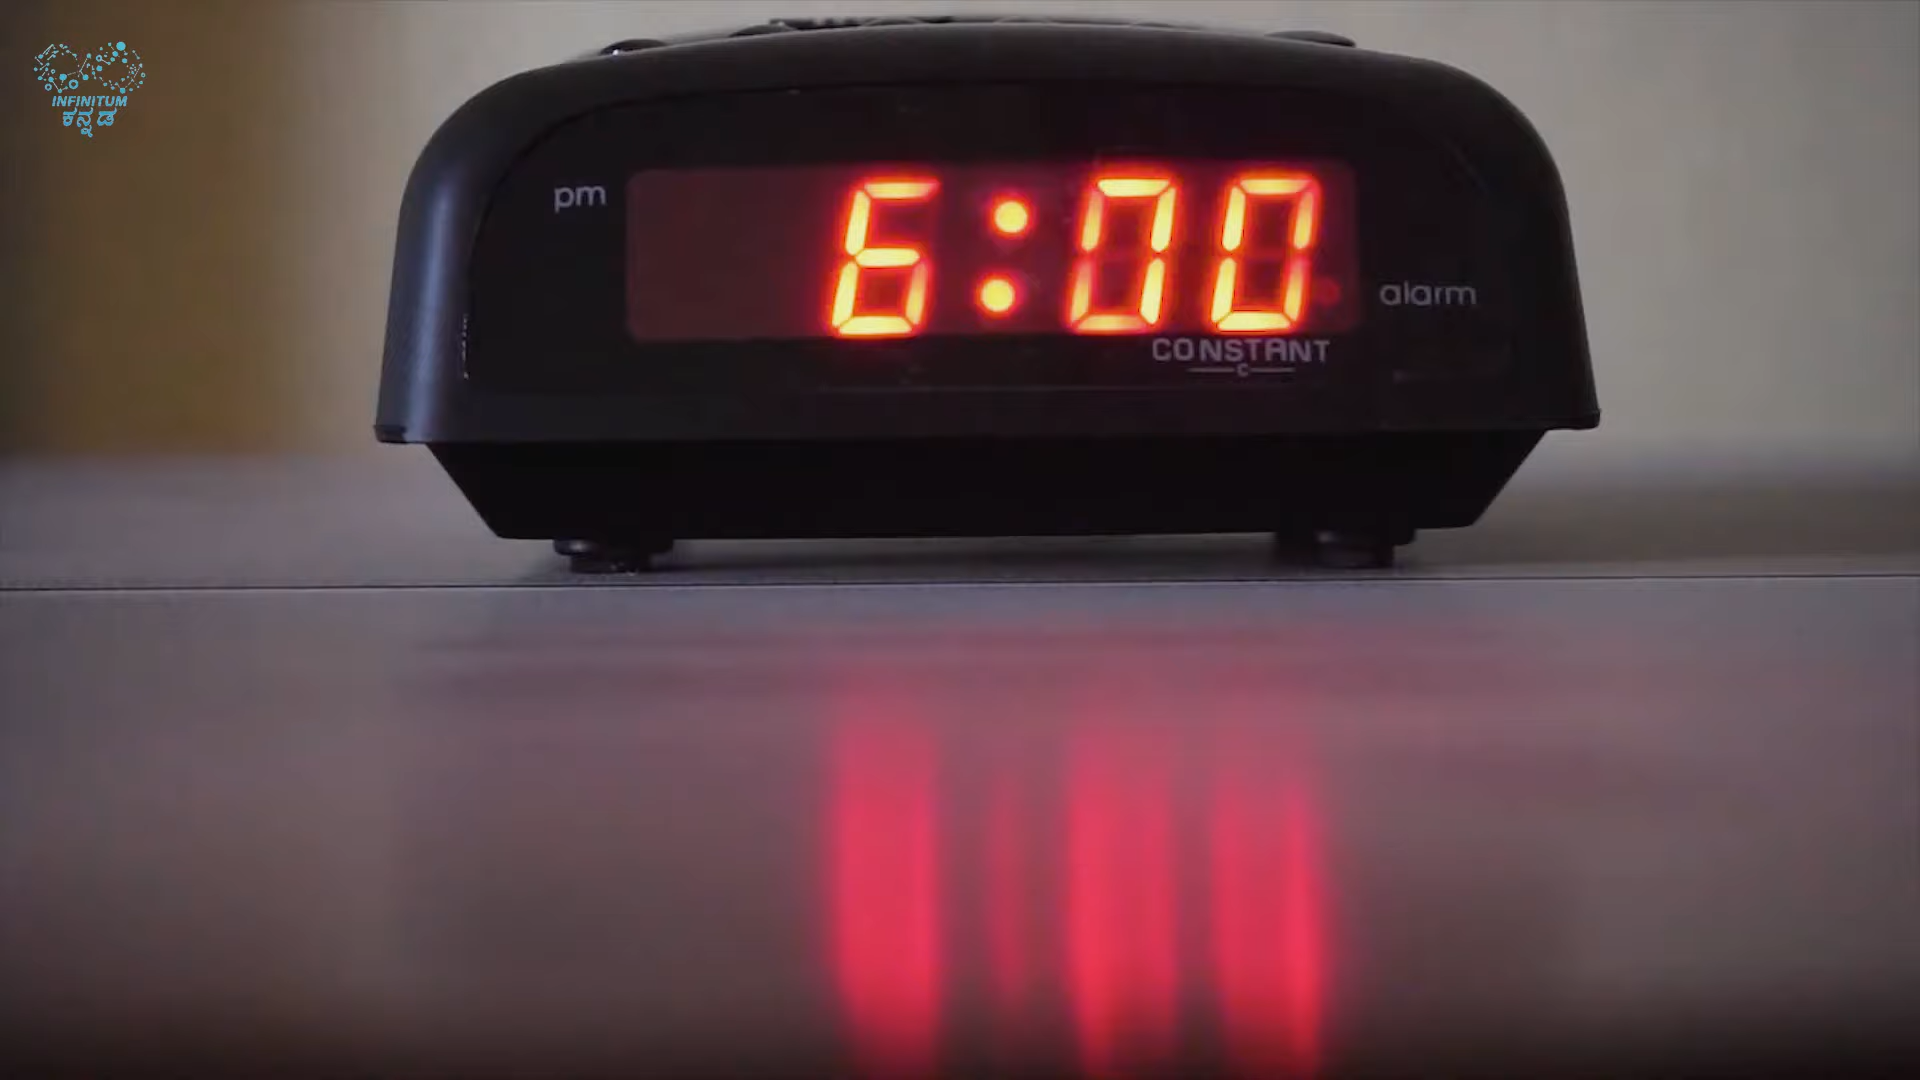 INFINITUM
ಕನ್ನಡ
pm
6:00
alarm
CONSTANT
C